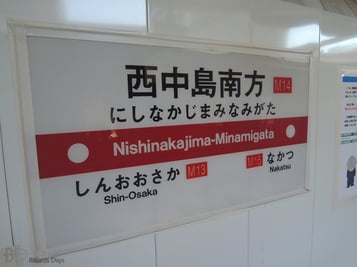 西中島南方 M14
にしなかじまみなみがた
Nishinakajima-Minamigata
しんおおさか M13 M15 なかつ
Shin-Osaka Nakatsu
Billiards Days